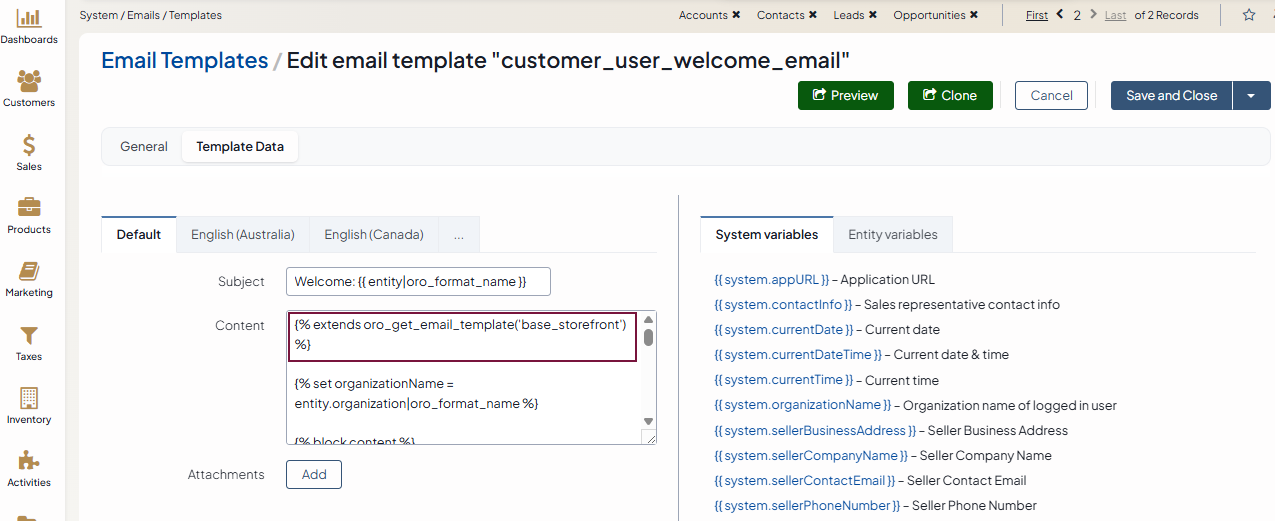 System / Emails / Templates
Accounts ✖ Contacts ✖ Leads ✖ Opportunities ✖
First < 2 > Last of 2 Records
Dashboards
Customers
Sales
Products
Marketing
Taxes
Inventory
Activities
Email Templates / Edit email template "customer_user_welcome_email"
Preview
Clone
Cancel
Save and Close
General
Template Data
Default
English (Australia)
English (Canada)
...
Subject
Welcome: {{ entity|oro_format_name }}
Content
{% extends oro_get_email_template('base_storefront')
%}
{% set organizationName =
entity.organization|oro_format_name %}
{% block content %}
Attachments
Add
System variables
Entity variables
{{ system.appURL }} – Application URL
{{ system.contactInfo }} – Sales representative contact info
{{ system.currentDate }} – Current date
{{ system.currentDateTime }} – Current date & time
{{ system.currentTime }} – Current time
{{ system.organizationName }} – Organization name of logged in user
{{ system.sellerBusinessAddress }} – Seller Business Address
{{ system.sellerCompanyName }} – Seller Company Name
{{ system.sellerContactEmail }} – Seller Contact Email
{{ system.sellerPhoneNumber }} – Seller Phone Number